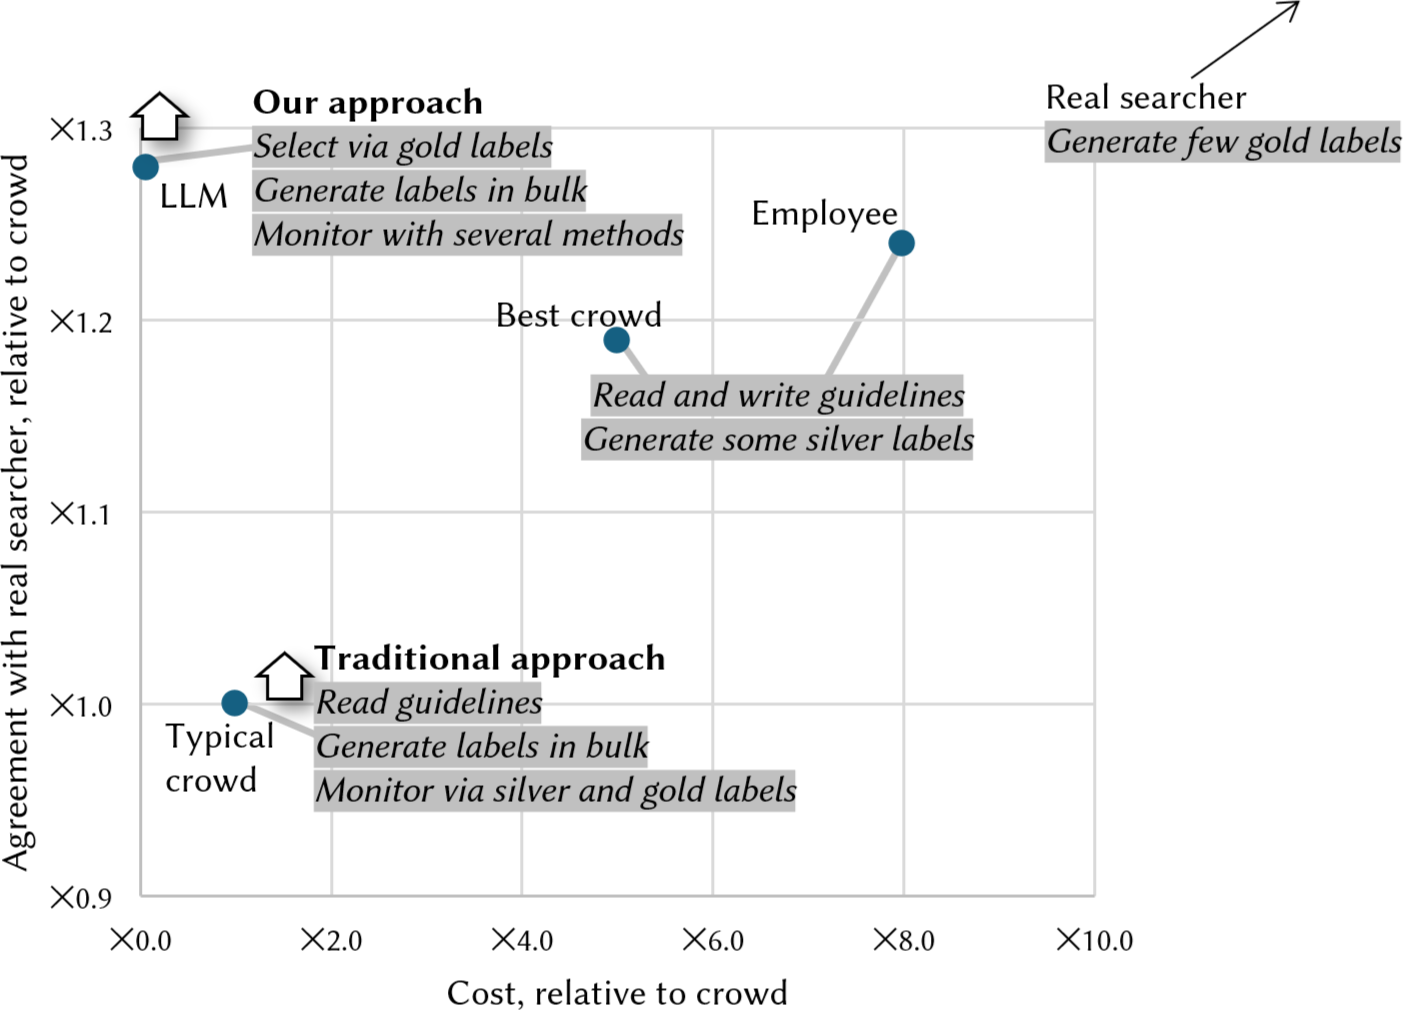 Real searcher
Generate few gold labels
Our approach
Select via gold labels
Generate labels in bulk
Monitor with several methods
LLM
Employee
Best crowd
Read and write guidelines
Generate some silver labels
Traditional approach
Read guidelines
Generate labels in bulk
Monitor via silver and gold labels
Typical
crowd
Agreement with real searcher, relative to crowd
×1.3
×1.2
×1.1
×1.0
×0.9
×0.0 ×2.0 ×4.0 ×6.0 ×8.0 ×10.0
Cost, relative to crowd